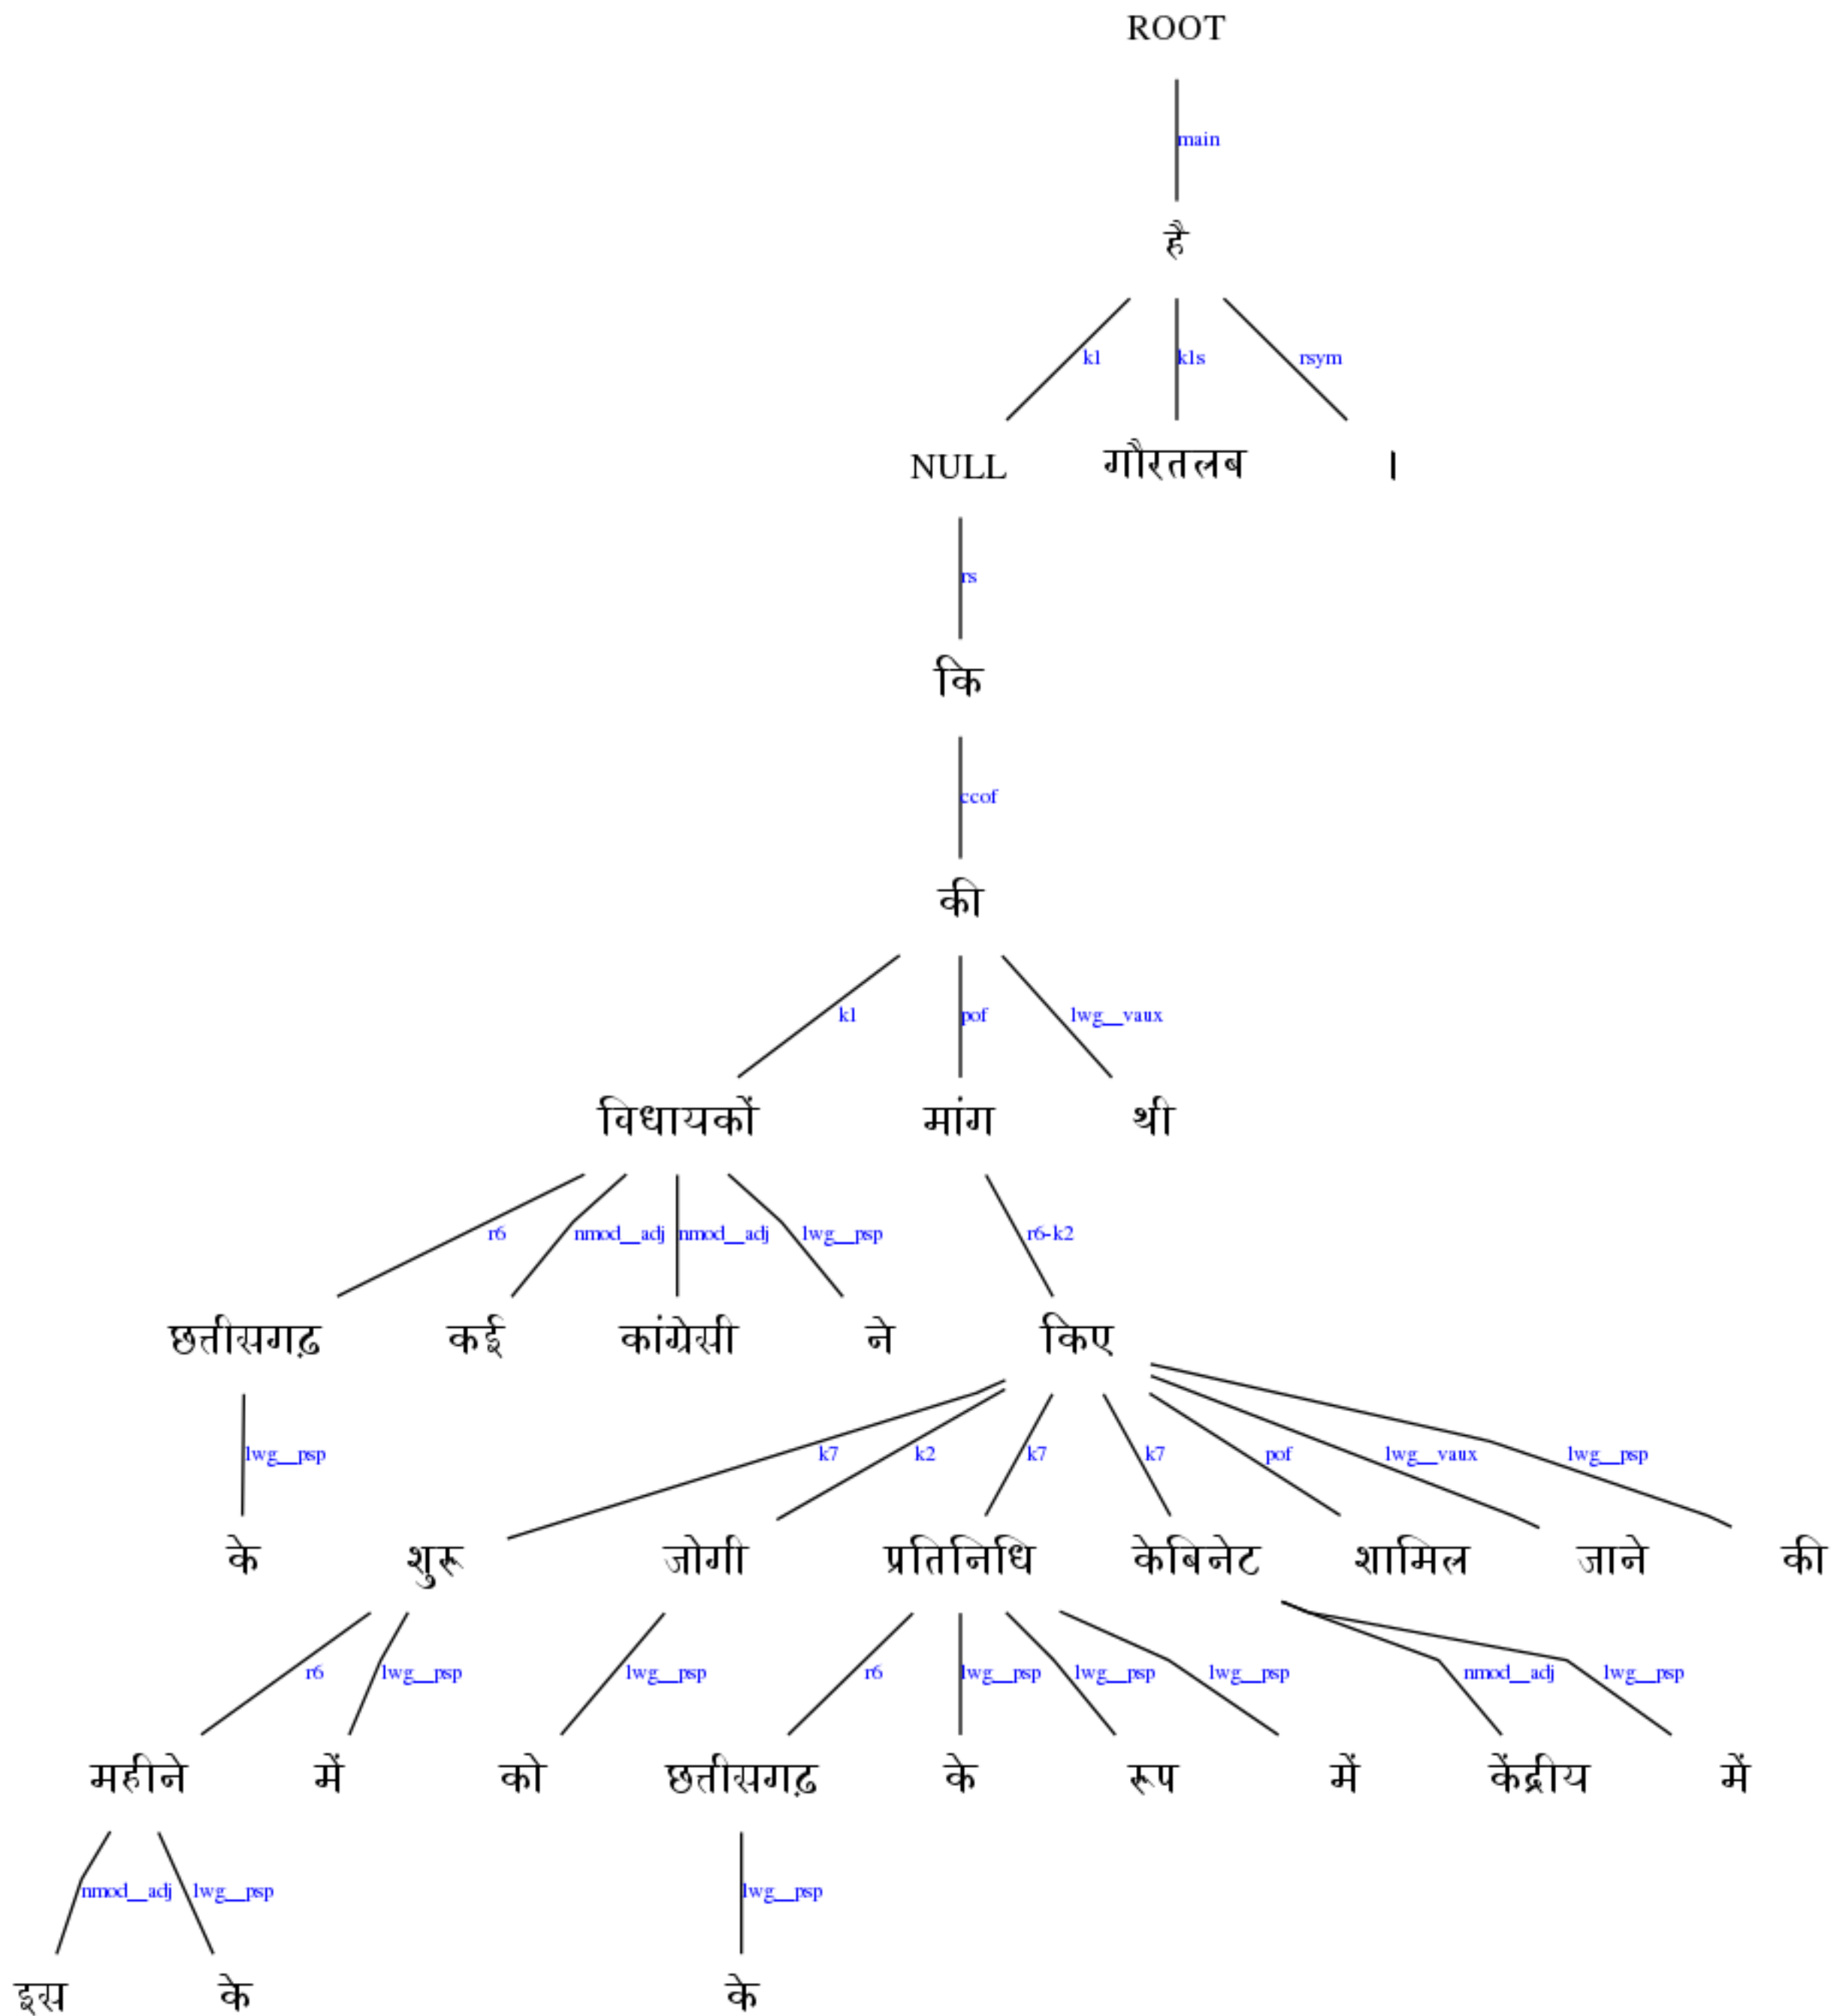 ROOT
main
है
k1 k1s rsym
NULL गौरतलब ।
rs
कि
ccof
की
k1 pof lwg__vaux
विधायकों मांग थी
r6 nmod__adj nmod__adj lwg__psp r6-k2
छत्तीसगढ़ कई कांग्रेसी ने किए
lwg__psp k7 k2 k7 k7 pof lwg__vaux lwg__psp
के शुरू जोगी प्रतिनिधि केबिनेट शामिल जाने की
r6 lwg__psp lwg__psp r6 lwg__psp lwg__psp lwg__psp nmod__adj lwg__psp
महीने में को छत्तीसगढ़ के रूप में केंद्रीय में
nmod__adj lwg__psp lwg__psp
इस के के